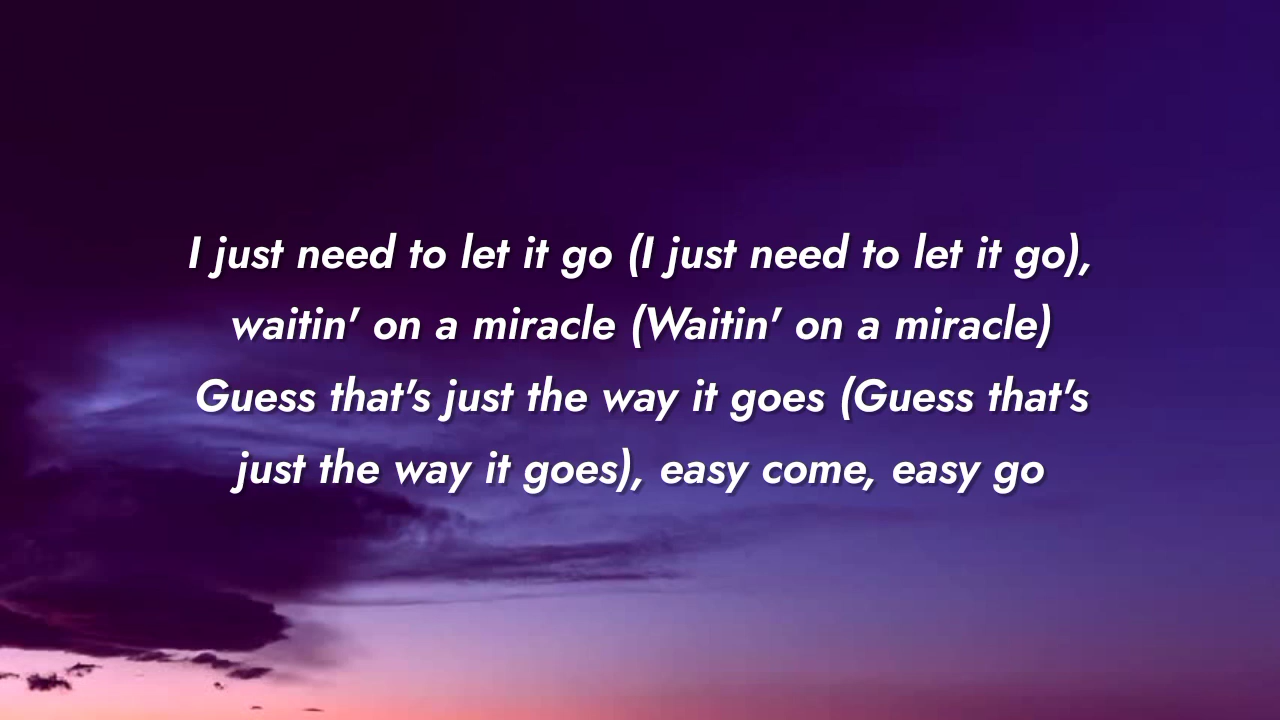 I just need to let it go (I just need to let it go),
waitin' on a miracle (Waitin' on a miracle)
Guess that's just the way it goes (Guess that's
just the way it goes), easy come, easy go